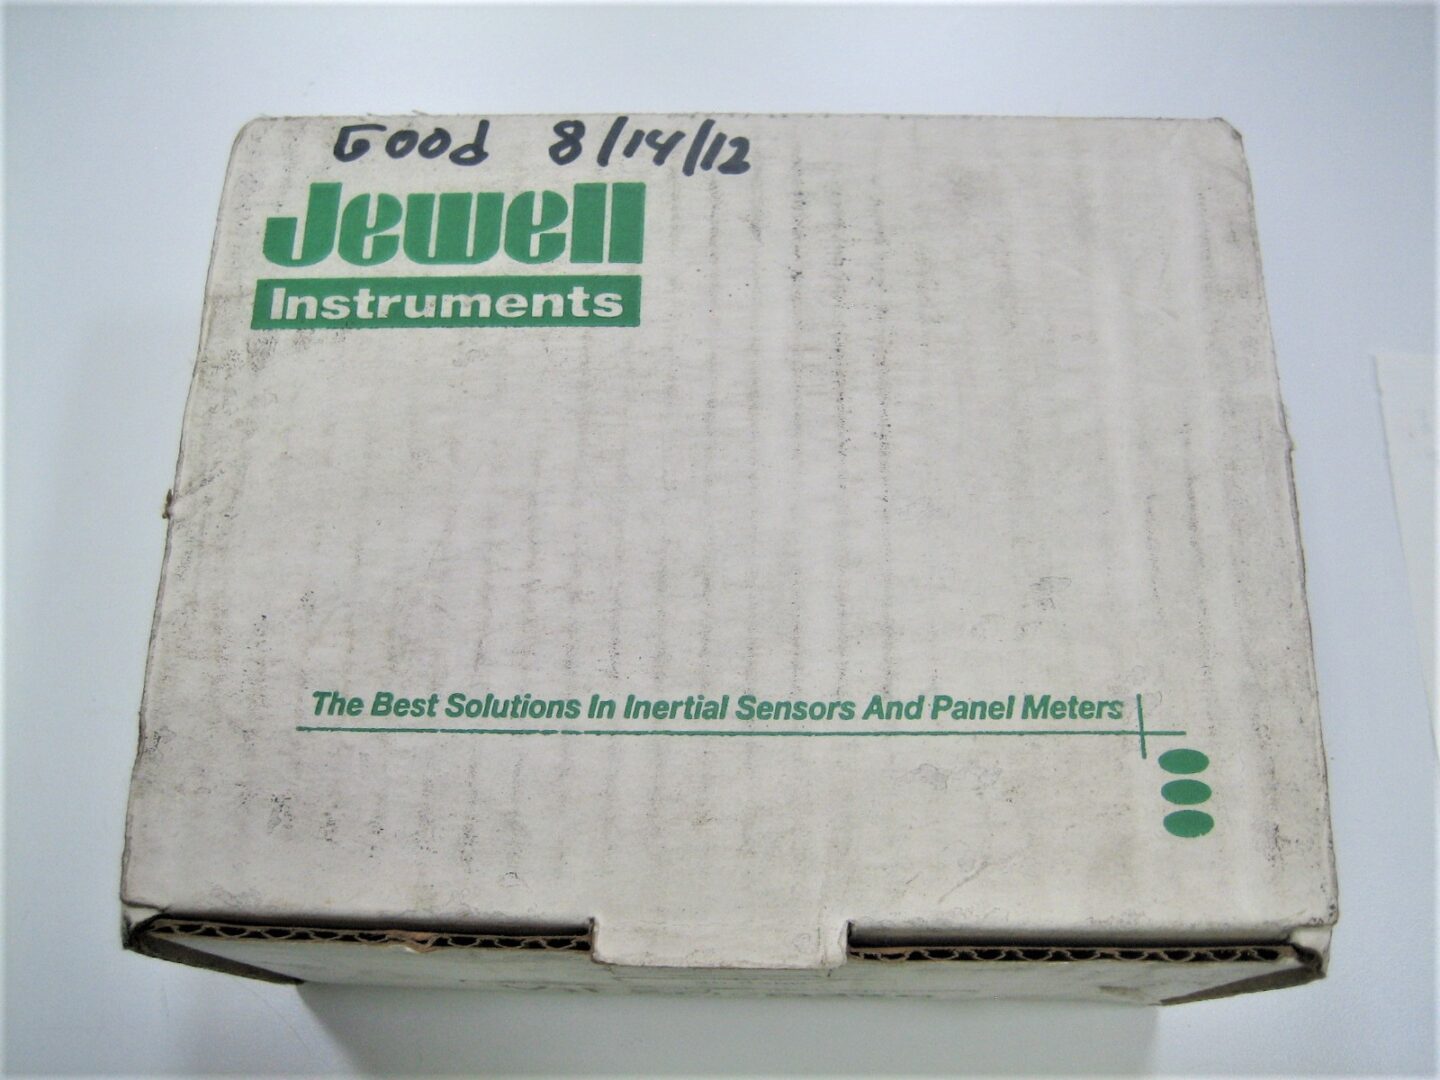 Good 8/14/12
Jewell
Instruments
The Best Solutions In Inertial Sensors And Panel Meters